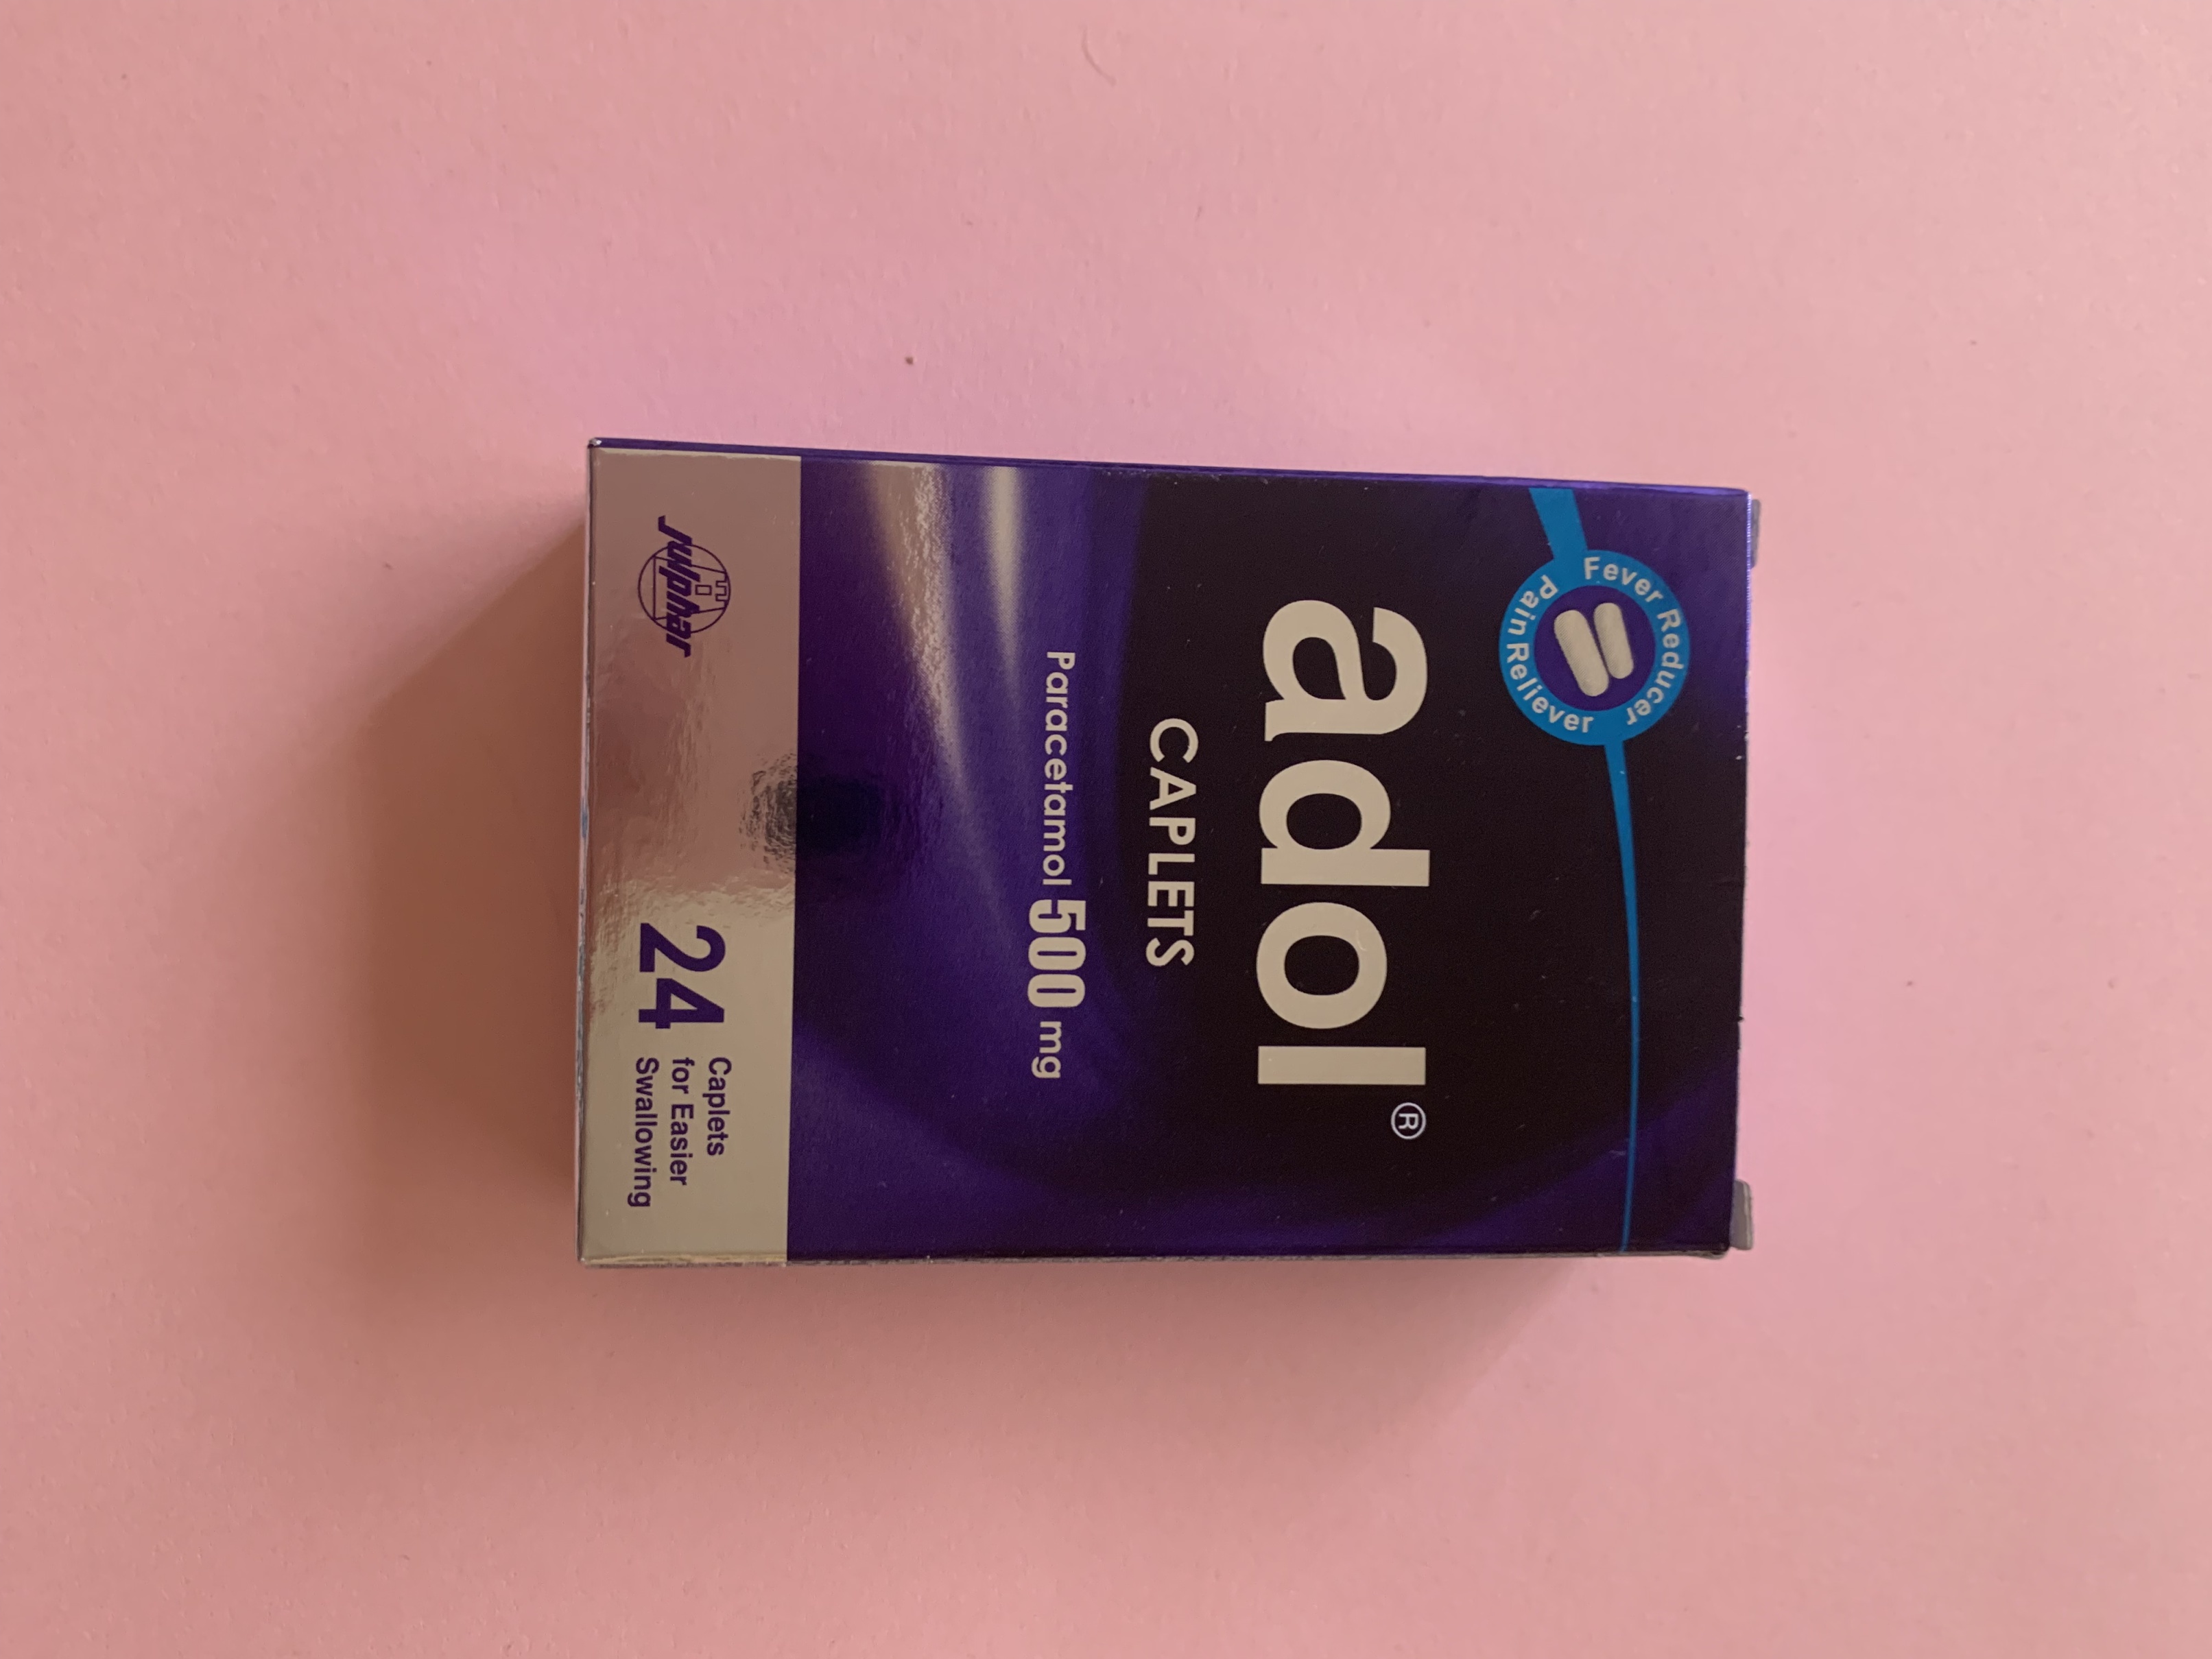 Fever Reducer
Pain Reliever
adol®
CAPLETS
Paracetamol 500 mg
julphar
24 Caplets
for Easier
Swallowing